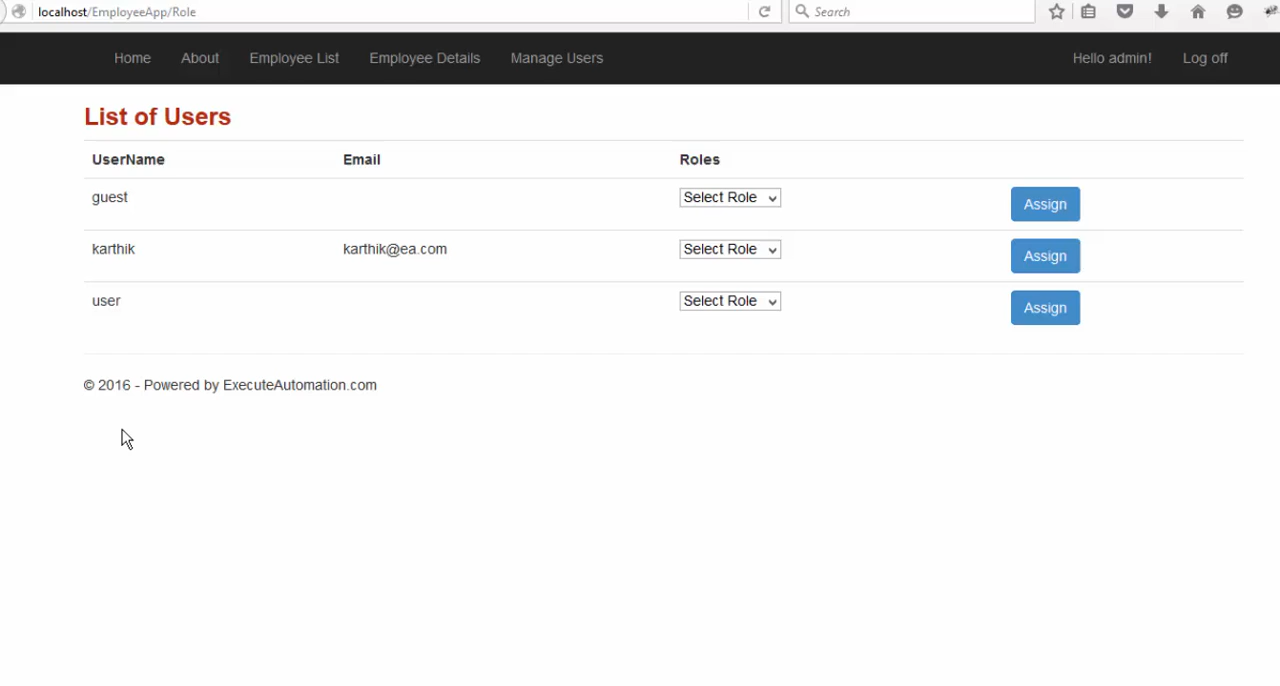 localhost/EmployeeApp/Role Search
Home About Employee List Employee Details Manage Users Hello admin! Log off
List of Users
UserName Email Roles
guest Select Role Assign
karthik karthik@ea.com Select Role Assign
user Select Role Assign
© 2016 - Powered by ExecuteAutomation.com